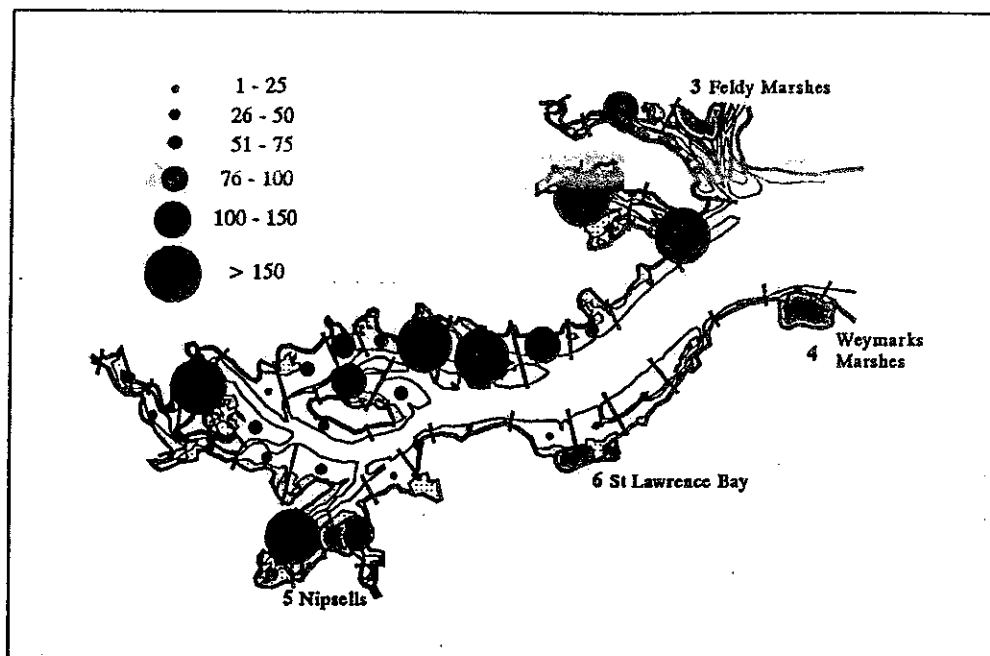 1 - 25
26 - 50
51 - 75
76 - 100
100 - 150
> 150
3 Feldy Marshes
4 Weymarks
Marshes
6 St Lawrence Bay
5 Nipsells